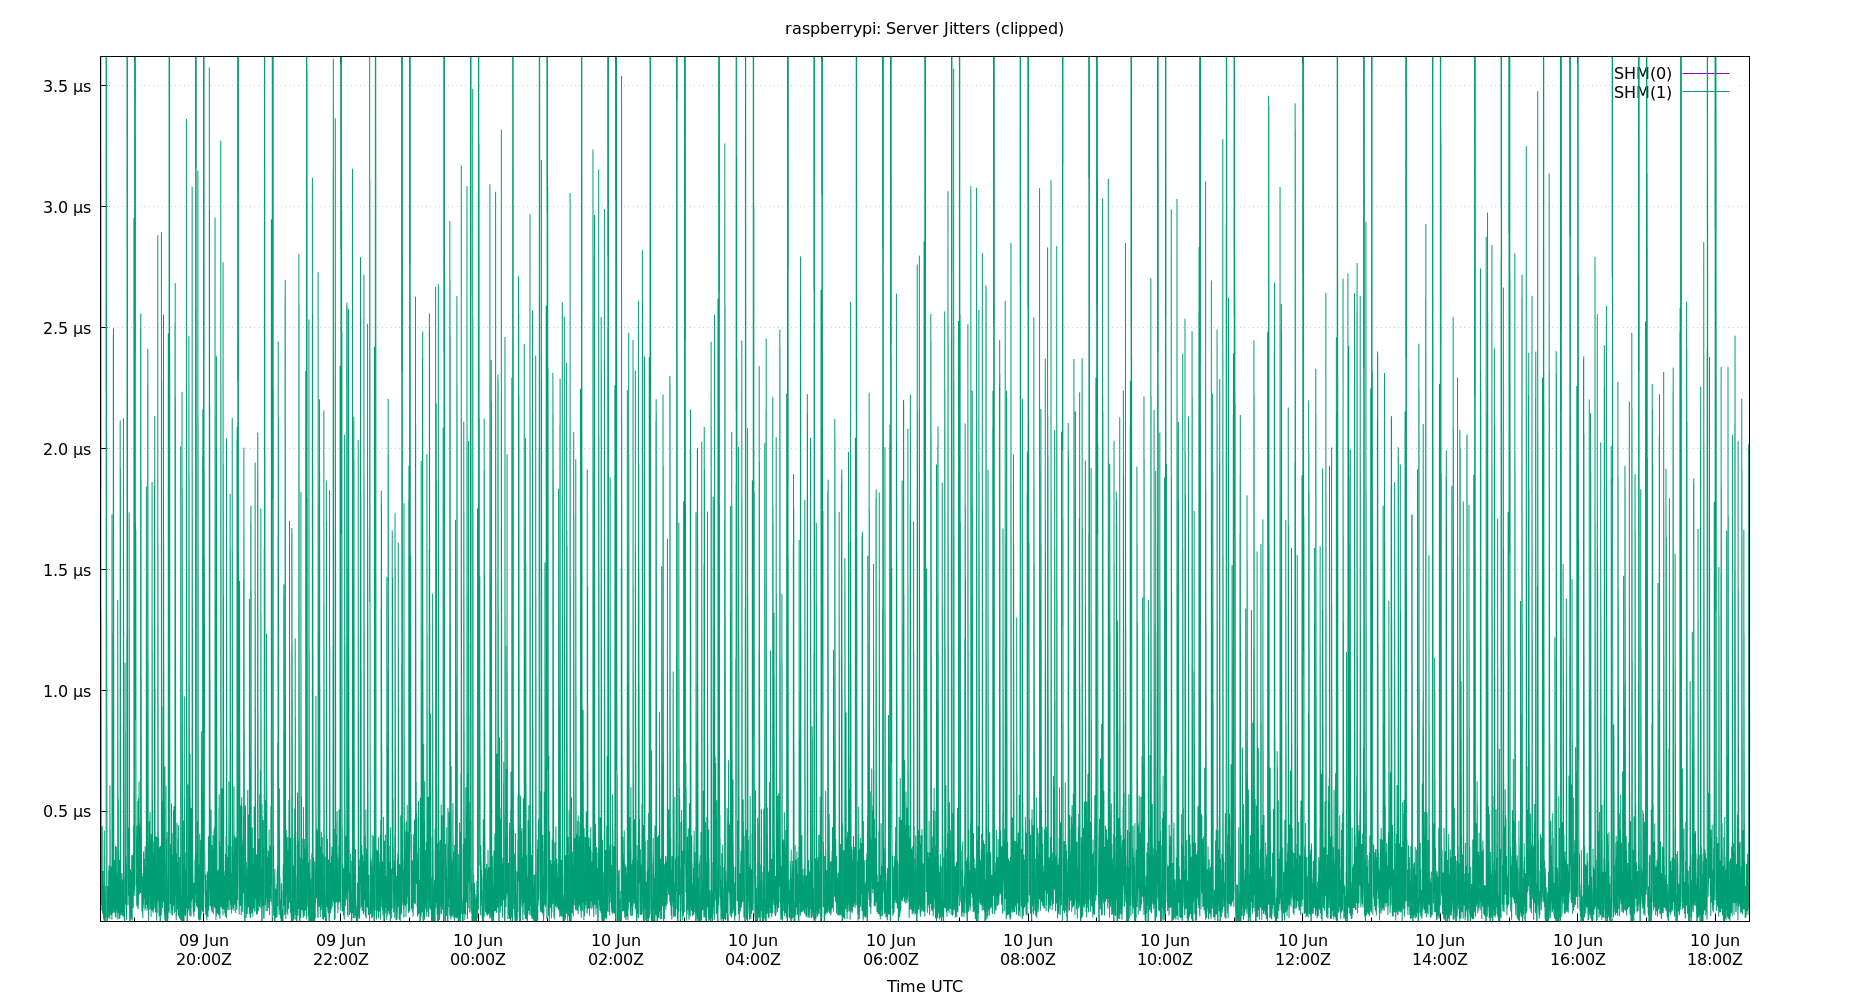 raspberrypi: Server Jitters (clipped)
SHM(0)
SHM(1)
3.5 µs
3.0 µs
2.5 µs
2.0 µs
1.5 µs
1.0 µs
0.5 µs
09 Jun 09 Jun 10 Jun 10 Jun 10 Jun 10 Jun 10 Jun 10 Jun 10 Jun 10 Jun 10 Jun 10 Jun
20:00Z 22:00Z 00:00Z 02:00Z 04:00Z 06:00Z 08:00Z 10:00Z 12:00Z 14:00Z 16:00Z 18:00Z
Time UTC